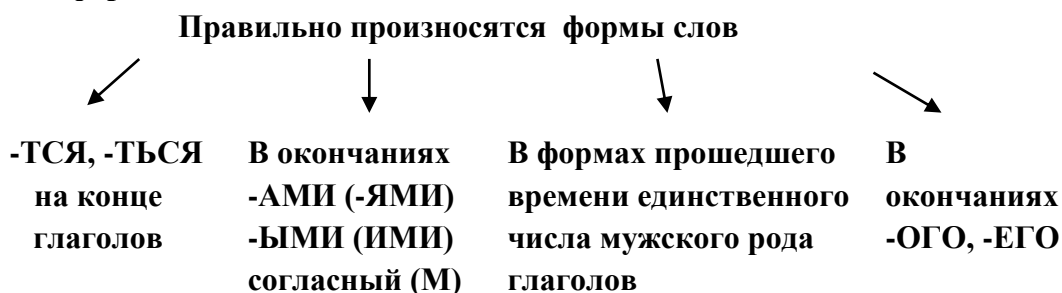 Правильно произносятся формы слов
-ТСЯ, -ТЬСЯ
на конце
глаголов
В окончаниях
-АМИ (-ЯМИ)
-ЫМИ (ИМИ)
согласный (М)
В формах прошедшего
времени единственного
числа мужского рода
глаголов
В
окончаниях
-ОГО, -ЕГО